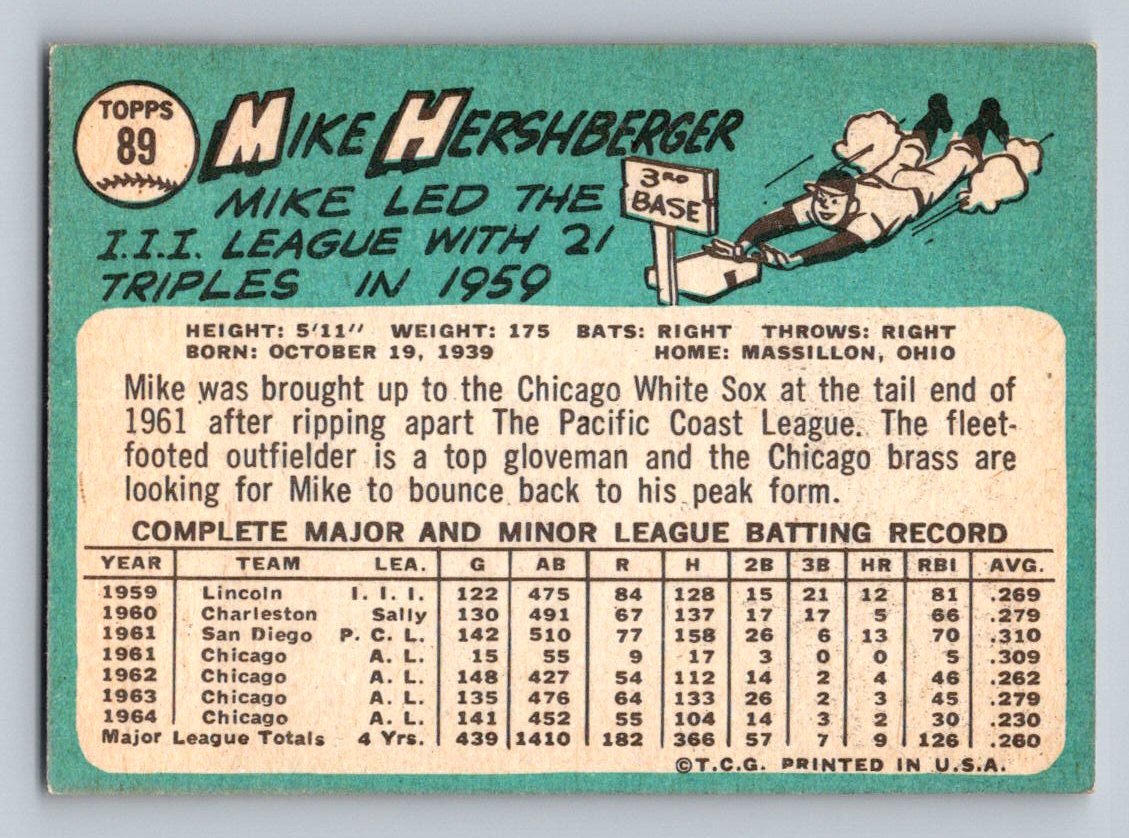 TOPPS
89
MIKE HERSHBERGER
MIKE LED THE
I.I.I. LEAGUE WITH 21
TRIPLES IN 1959
3RD
BASE
HEIGHT: 5'11" WEIGHT: 175 BATS: RIGHT THROWS: RIGHT
BORN: OCTOBER 19, 1939 HOME: MASSILLON, OHIO
Mike was brought up to the Chicago White Sox at the tail end of
1961 after ripping apart The Pacific Coast League. The fleet-
footed outfielder is a top gloveman and the Chicago brass are
looking for Mike to bounce back to his peak form.
COMPLETE MAJOR AND MINOR LEAGUE BATTING RECORD
YEAR TEAM LEA. G AB R H 2B 3B HR RBI AVG.
1959 Lincoln I. I. I. 122 475 84 128 15 21 12 81 .269
1960 Charleston Sally 130 491 67 137 17 17 5 66 .279
1961 San Diego P. C. L. 142 510 77 158 26 6 13 70 .310
1961 Chicago A. L. 15 55 9 17 3 0 0 5 .309
1962 Chicago A. L. 148 427 54 112 14 2 4 46 .262
1963 Chicago A. L. 135 476 64 133 26 2 3 45 .279
1964 Chicago A. L. 141 452 55 104 14 3 2 30 .230
Major League Totals 4 Yrs. 439 1410 182 366 57 7 9 126 .260
©T.C.G. PRINTED IN U.S.A.